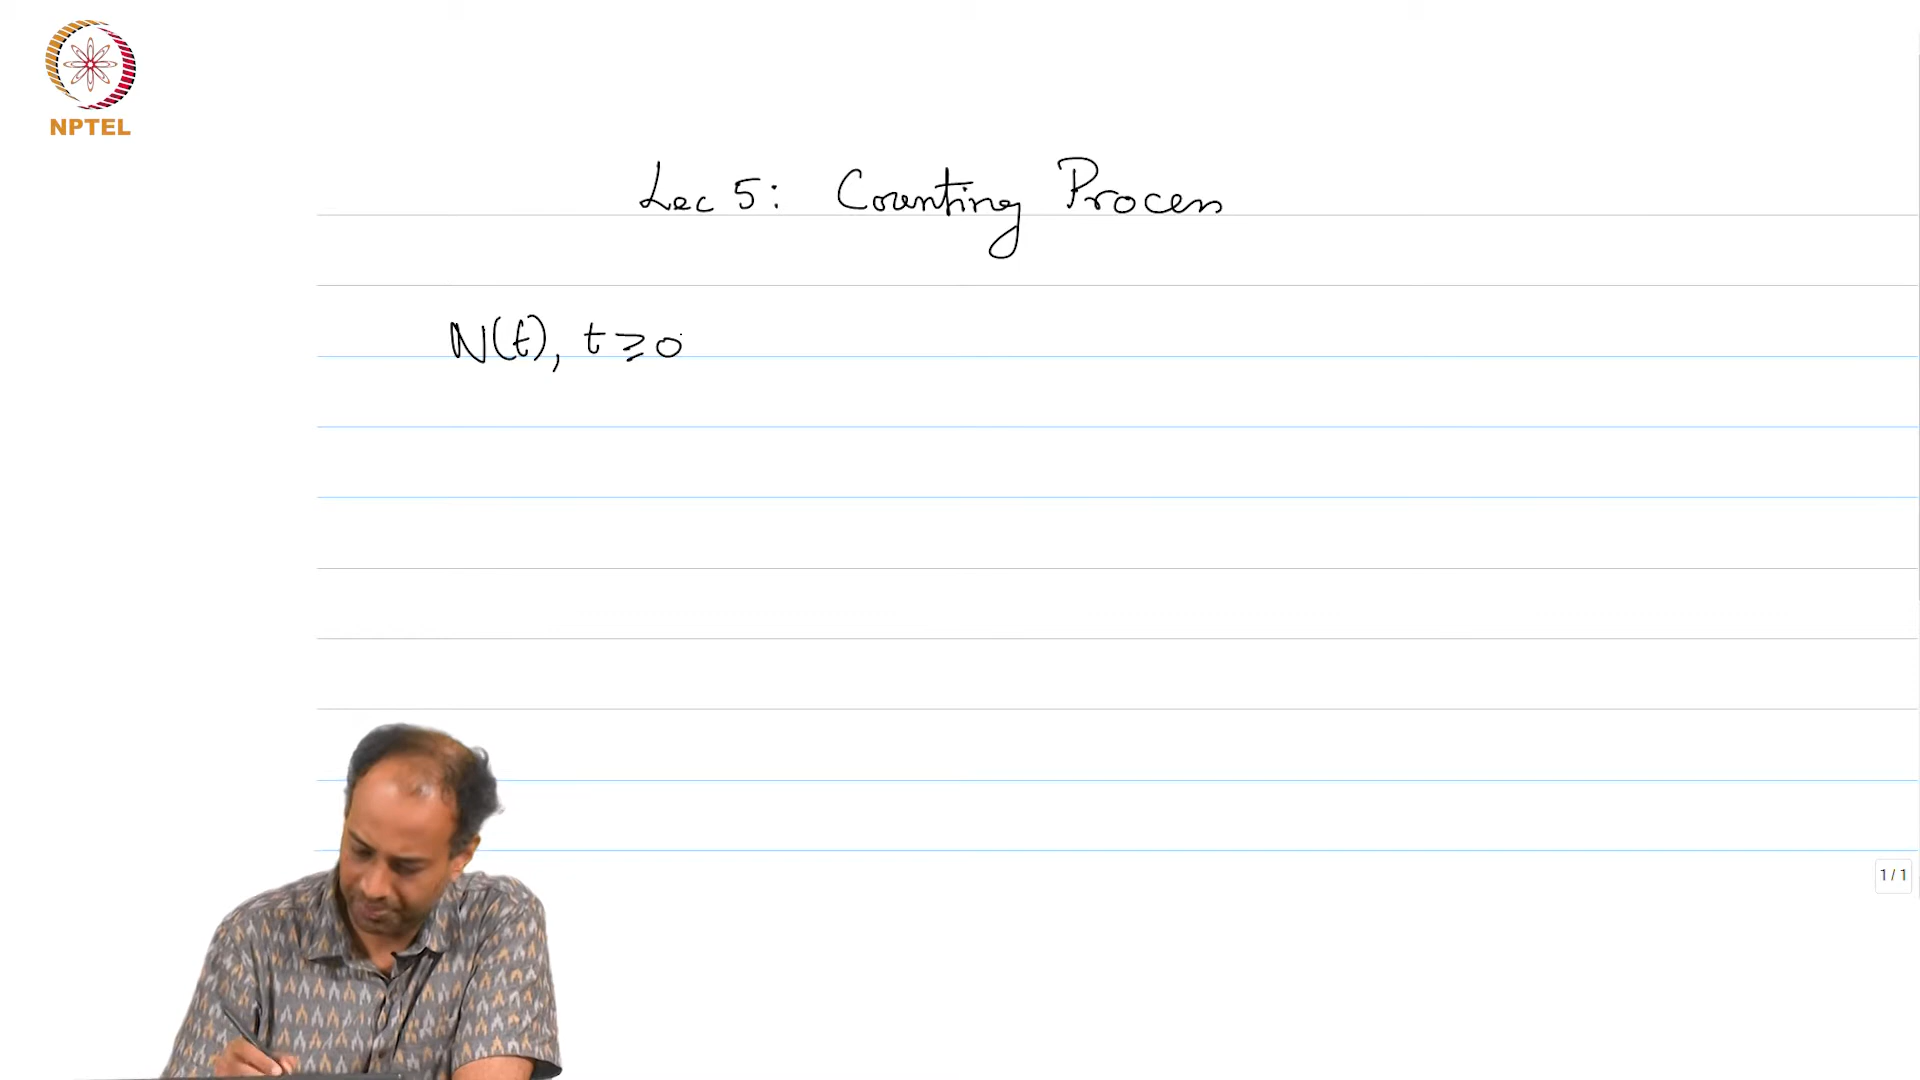 NPTEL
Lec 5: Counting Process
N(t), t ≥ 0
1 / 1